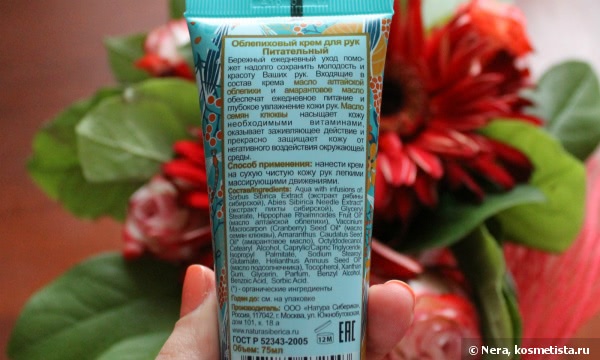 Облепиховый крем для рук
Питательный
Бережный ежедневный уход помо-
жет надолго сохранить молодость и
красоту Ваших рук. Входящие в
состав крема масло алтайской
облепихи и амарантовое масло
обеспечат ежедневное питание и
глубокое увлажнение кожи рук. Масло
семян клюквы насыщает кожу
необходимыми витаминами,
оказывает заживляющее действие и
прекрасно защищает кожу от
негативного воздействия окружающей
среды.
Способ применения: нанести крем
на сухую чистую кожу рук легкими
массирующими движениями.
Состав/Ingredients: Aqua with infusions of
Sorbus Sibirica Extract (экстракт рябины
сибирской), Abies Sibirica Needle Extract*
(экстракт пихты сибирской), Glyceryl
Stearate, Hippophae Rhamnoides Fruit Oil*
(масло алтайской облепихи), Vaccinium
Macrocarpon (Cranberry) Seed Oil* (масло
семян клюквы), Amaranthus Caudatus Seed
Oil* (амарантовое масло), Octyldodecanol,
Cetearyl Alcohol, Caprylic/Capric Triglyceride,
Isopropyl Palmitate, Sodium Stearoyl
Glutamate, Helianthus Annuus Seed Oil*
(масло подсолнечника), Tocopherol, Xanthan
Gum, Glycerin, Parfum, Benzyl Alcohol,
Benzoic Acid, Sorbic Acid.
(*) - органические ингредиенты
Годен до: см. на упаковке
Производитель: ООО «Натура Сиберика»,
Россия, 117042, г. Москва, ул. Южнобутовская,
дом 101, к. 18 а
www.naturasiberica.ru
ГОСТ Р 52343-2005
Объем: 75мл
12M
EAC
© Nera, kosmetista.ru